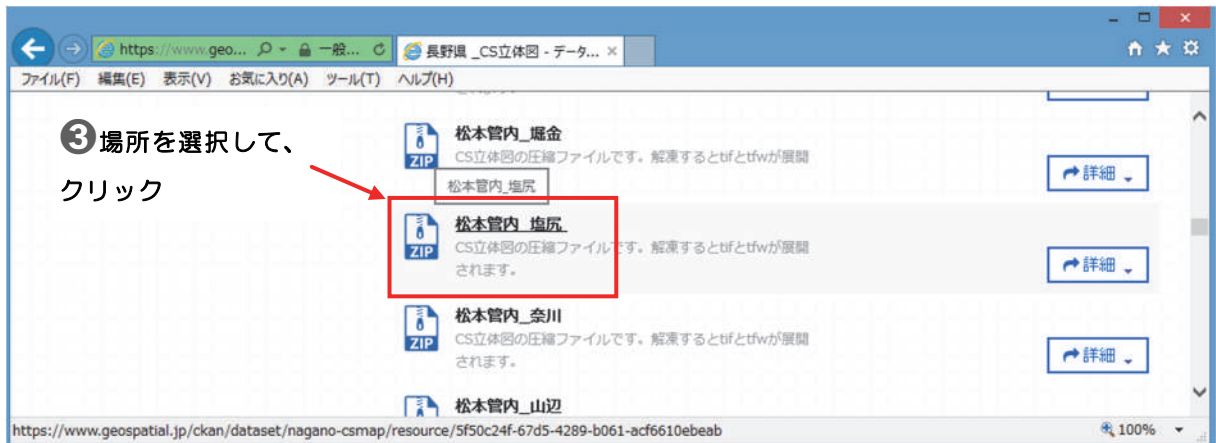 https://www.geo... 一般... 長野県 _CS立体図 - データ... ×
ファイル(F) 編集(E) 表示(V) お気に入り(A) ツール(T) ヘルプ(H)
❸場所を選択して、
クリック
松本管内_堀金
ZIP
CS立体図の圧縮ファイルです。解凍するとtifとtfwが展開
詳細
松本管内_塩尻
松本管内_塩尻
ZIP
CS立体図の圧縮ファイルです。解凍するとtifとtfwが展開
されます。
詳細
松本管内_奈川
ZIP
CS立体図の圧縮ファイルです。解凍するとtifとtfwが展開
されます。
詳細
松本管内_山辺
https://www.geospatial.jp/ckan/dataset/nagano-csmap/resource/5f50c24f-67d5-4289-b061-acf6610ebeab
100%